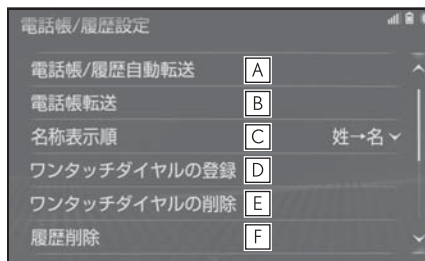 電話帳/履歴設定
電話帳/履歴自動転送 A
電話帳転送 B
名称表示順 C 姓→名
ワンタッチダイヤルの登録 D
ワンタッチダイヤルの削除 E
履歴削除 F